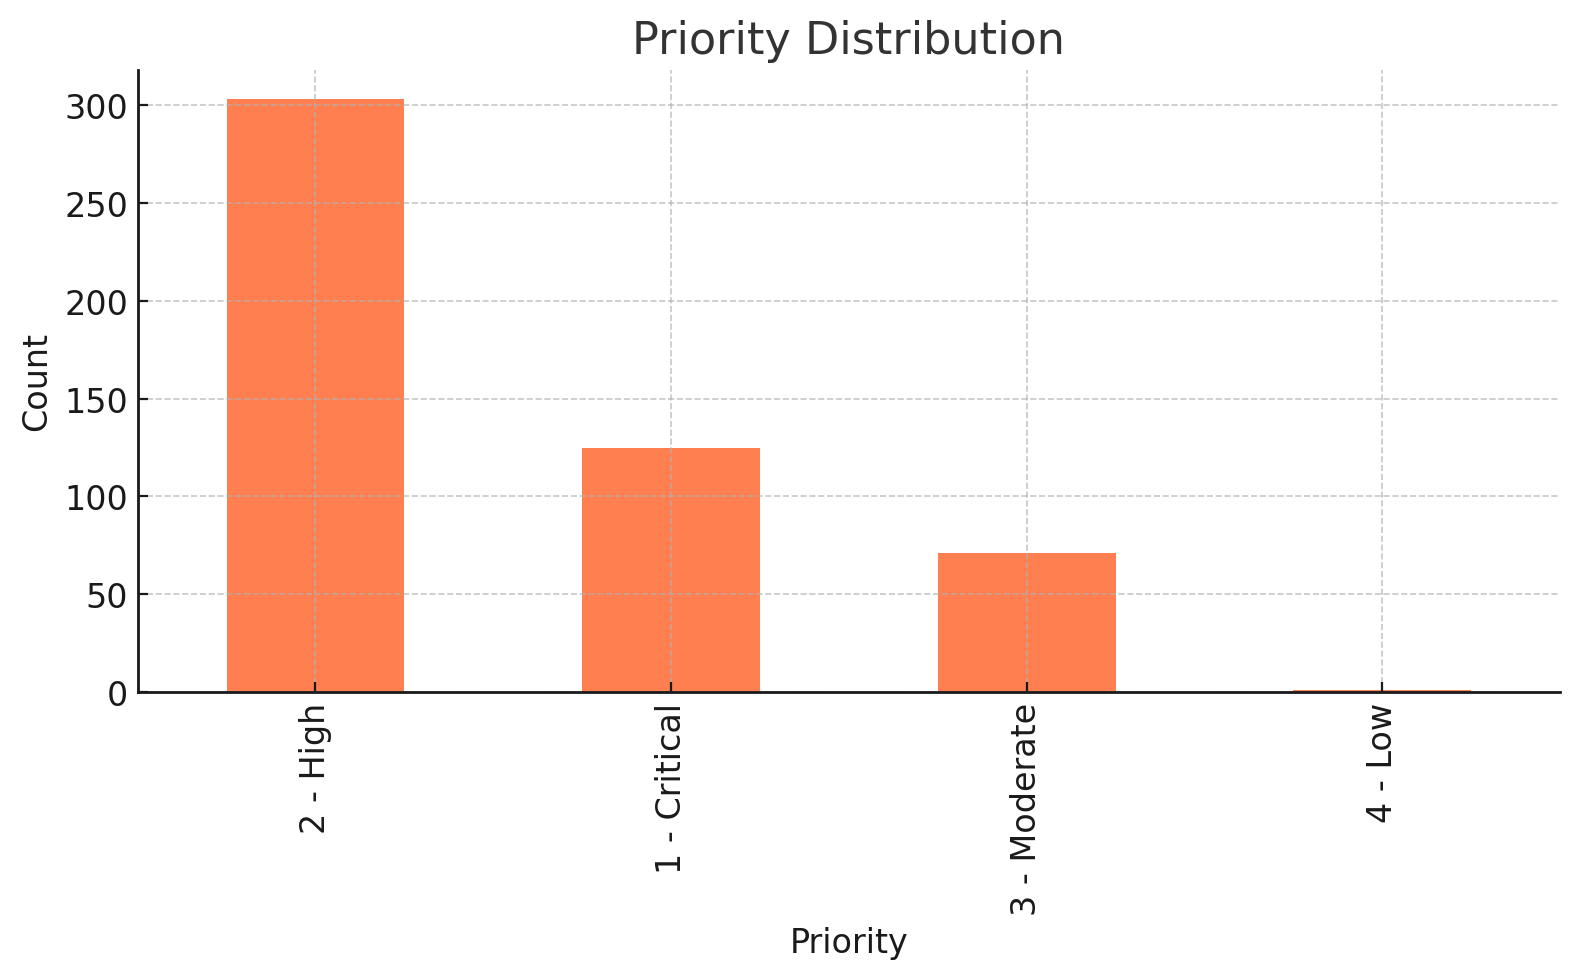 Priority Distribution
300
250
200
150
100
50
0
Count
2 - High
1 - Critical
3 - Moderate
4 - Low
Priority